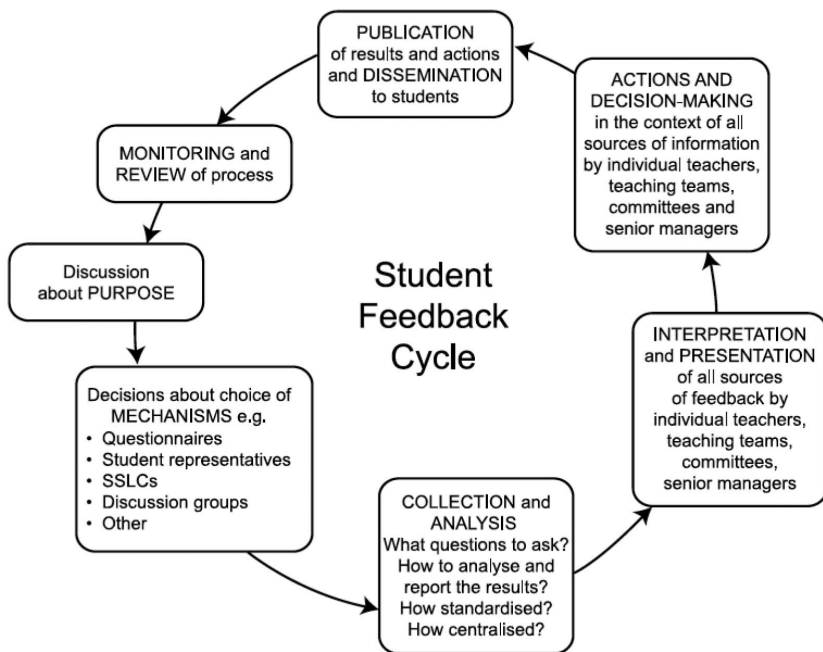 PUBLICATION
of results and actions
and DISSEMINATION
to students
ACTIONS AND
DECISION-MAKING
in the context of all
sources of information
by individual teachers,
teaching teams,
committees and
senior managers
MONITORING and
REVIEW of process
Discussion
about PURPOSE
Student
Feedback
Cycle
INTERPRETATION
and PRESENTATION
of all sources
of feedback by
individual teachers,
teaching teams,
committees,
senior managers
Decisions about choice of
MECHANISMS e.g.
• Questionnaires
• Student representatives
• SSLCs
• Discussion groups
• Other
COLLECTION and
ANALYSIS
What questions to ask?
How to analyse and
report the results?
How standardised?
How centralised?